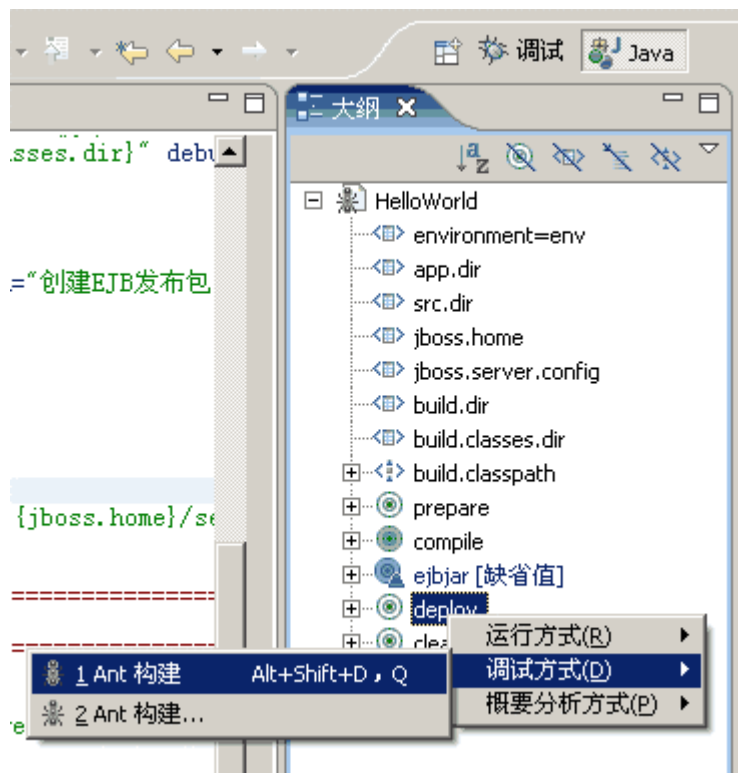 调试 Java
大纲
sses.dir}" debu
HelloWorld
environment=env
app.dir
src.dir
="创建EJB发布包
jboss.home
jboss.server.config
build.dir
build.classes.dir
build.classpath
prepare
{jboss.home}/se
compile
ejbjar [缺省值]
deploy
clea
运行方式(R)
调试方式(D)
概要分析方式(P)
1 Ant 构建 Alt+Shift+D, Q
2 Ant 构建...
re